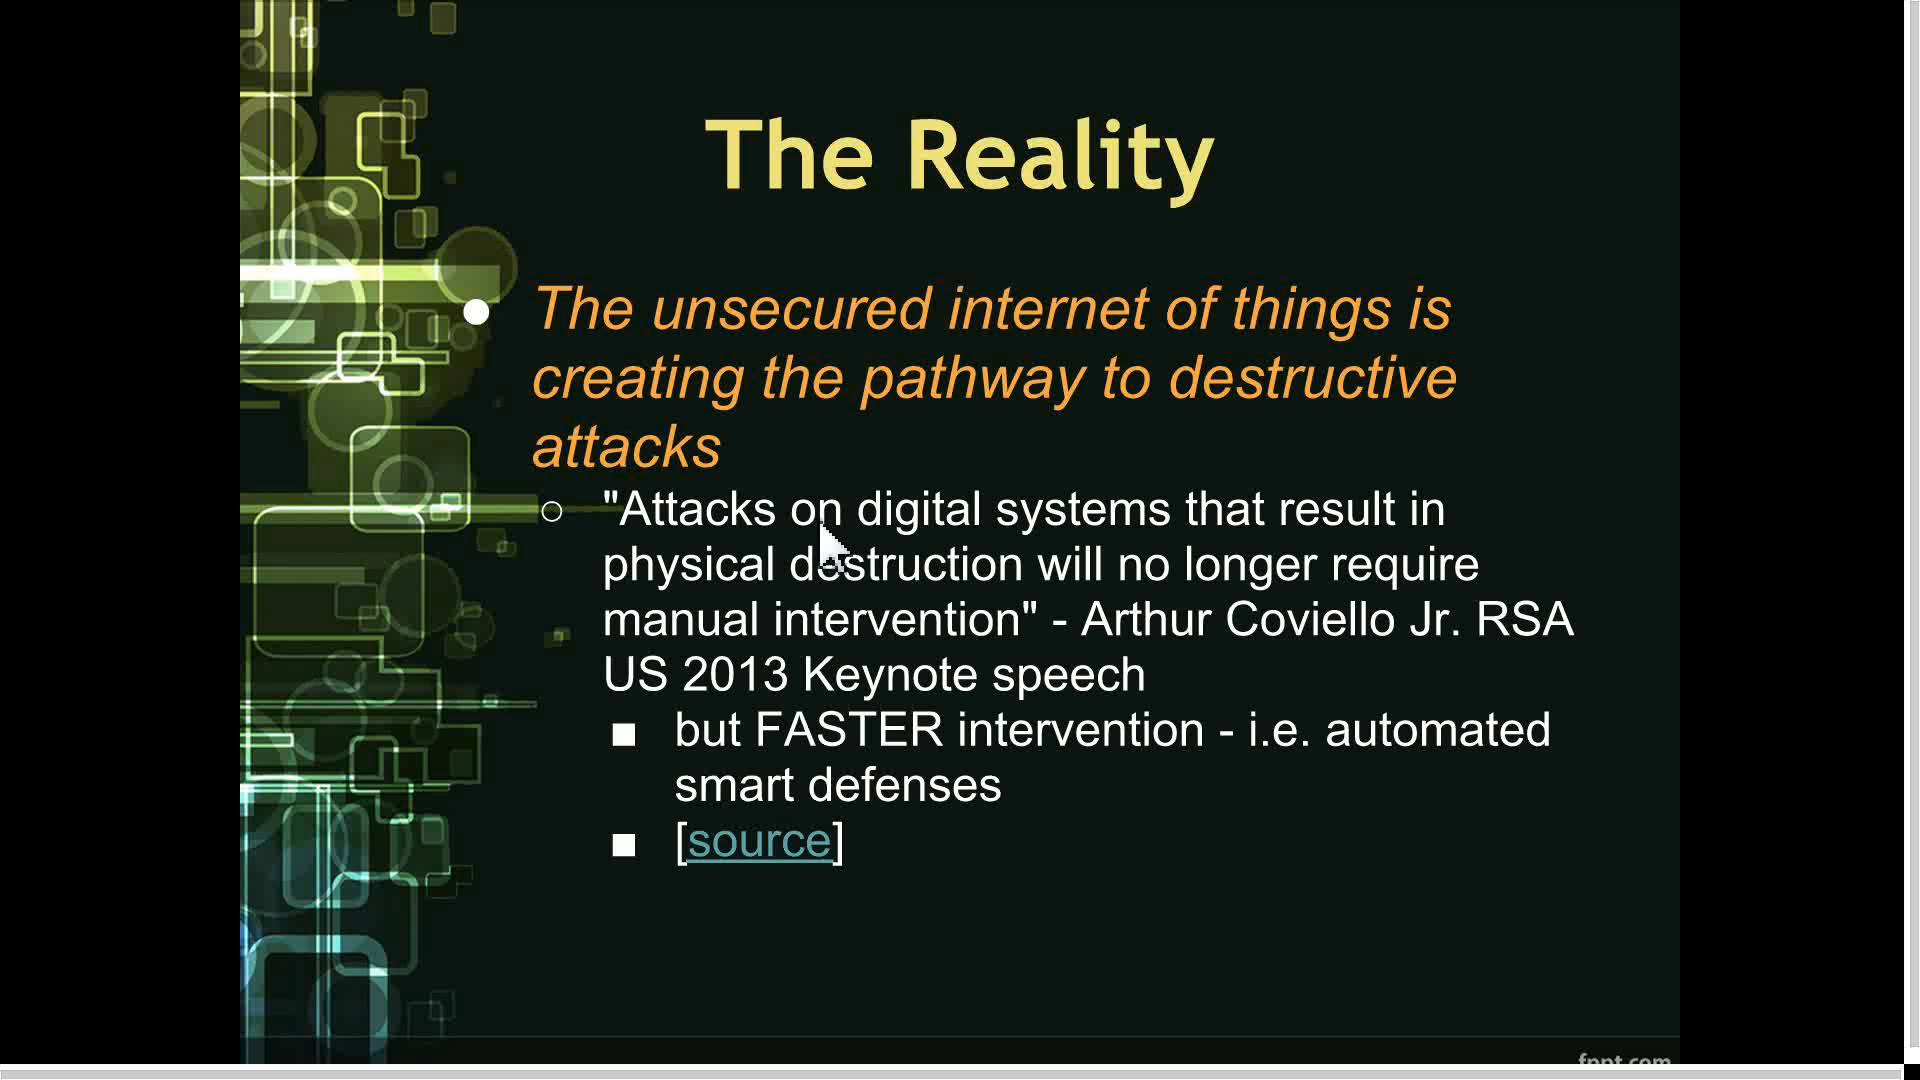 The Reality
The unsecured internet of things is
creating the pathway to destructive
attacks
"Attacks on digital systems that result in
physical destruction will no longer require
manual intervention" - Arthur Coviello Jr. RSA
US 2013 Keynote speech
but FASTER intervention - i.e. automated
smart defenses
[source]
fppt.com